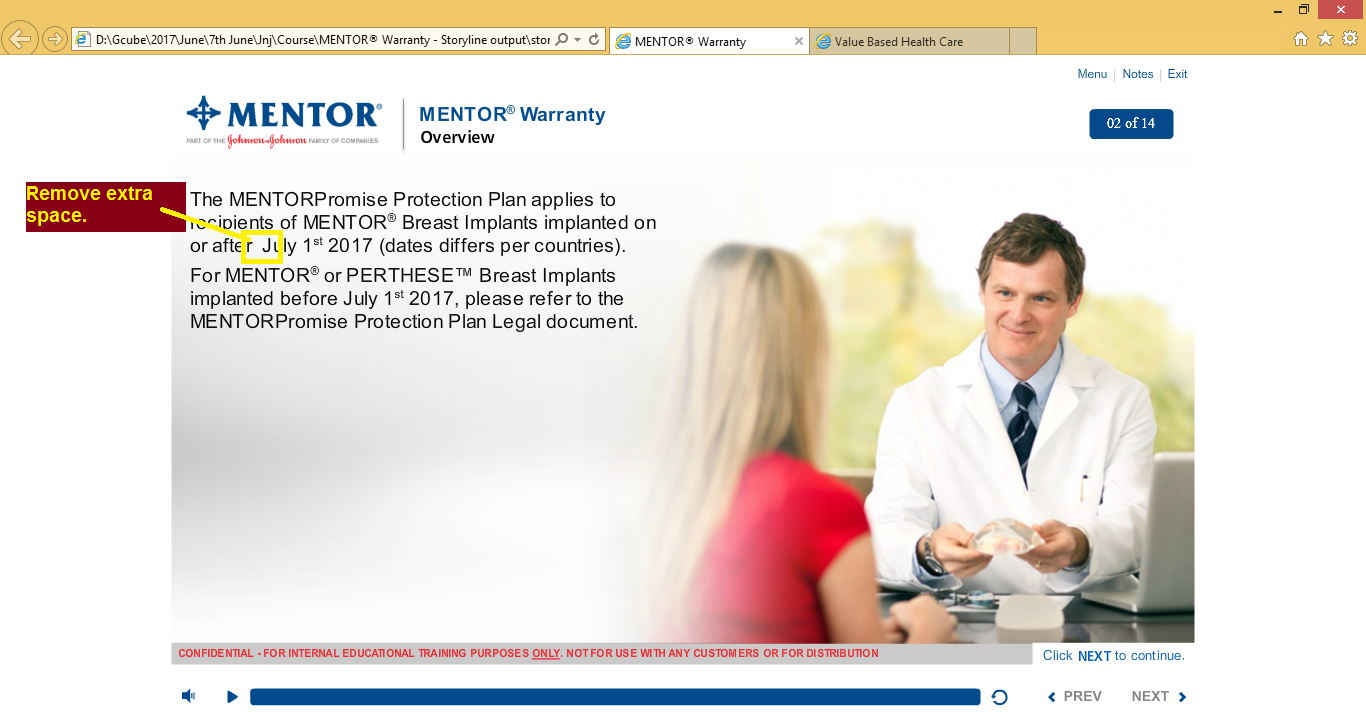 D:\Gcube\2017\June\7th June\Jnj\Course\MENTOR® Warranty - Storyline output\stor
MENTOR® Warranty
Value Based Health Care
Menu | Notes | Exit
MENTOR®
PART OF THE Johnson & Johnson FAMILY OF COMPANIES
MENTOR® Warranty
Overview
02 of 14
Remove extra
space.
The MENTORPromise Protection Plan applies to
recipients of MENTOR® Breast Implants implanted on
or after  July 1st 2017 (dates differs per countries).
For MENTOR® or PERTHESE™ Breast Implants
implanted before July 1st 2017, please refer to the
MENTORPromise Protection Plan Legal document.
CONFIDENTIAL - FOR INTERNAL EDUCATIONAL TRAINING PURPOSES ONLY. NOT FOR USE WITH ANY CUSTOMERS OR FOR DISTRIBUTION
Click NEXT to continue.
PREV
NEXT